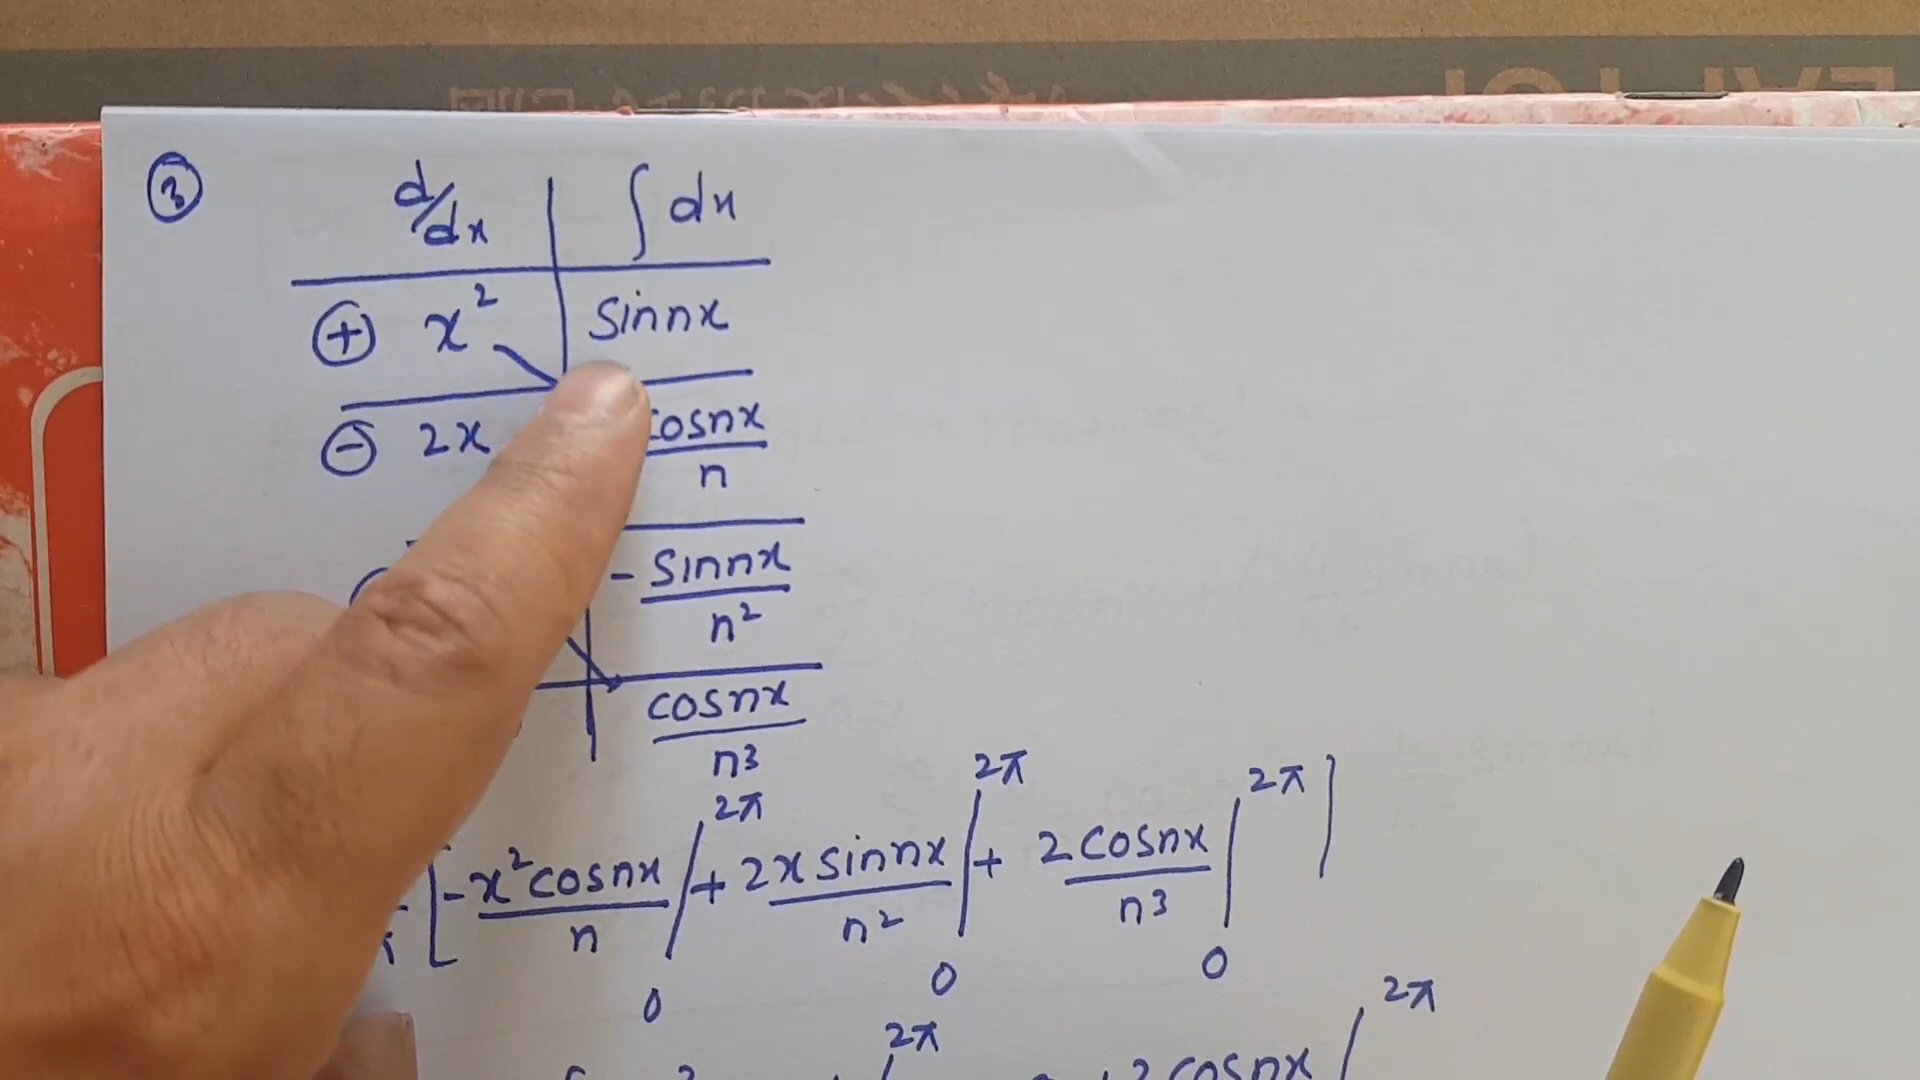 ③
d/dx | ∫ dx
⊕ x² | sinnx
⊖ 2x | cosnx/n
-sinnx/n²
cosnx/n³
[-x²cosnx/n |₀^2π + 2x sinnx/n² |₀^2π + 2cosnx/n³ |₀^2π ]
2π + 2cosnx | 2π